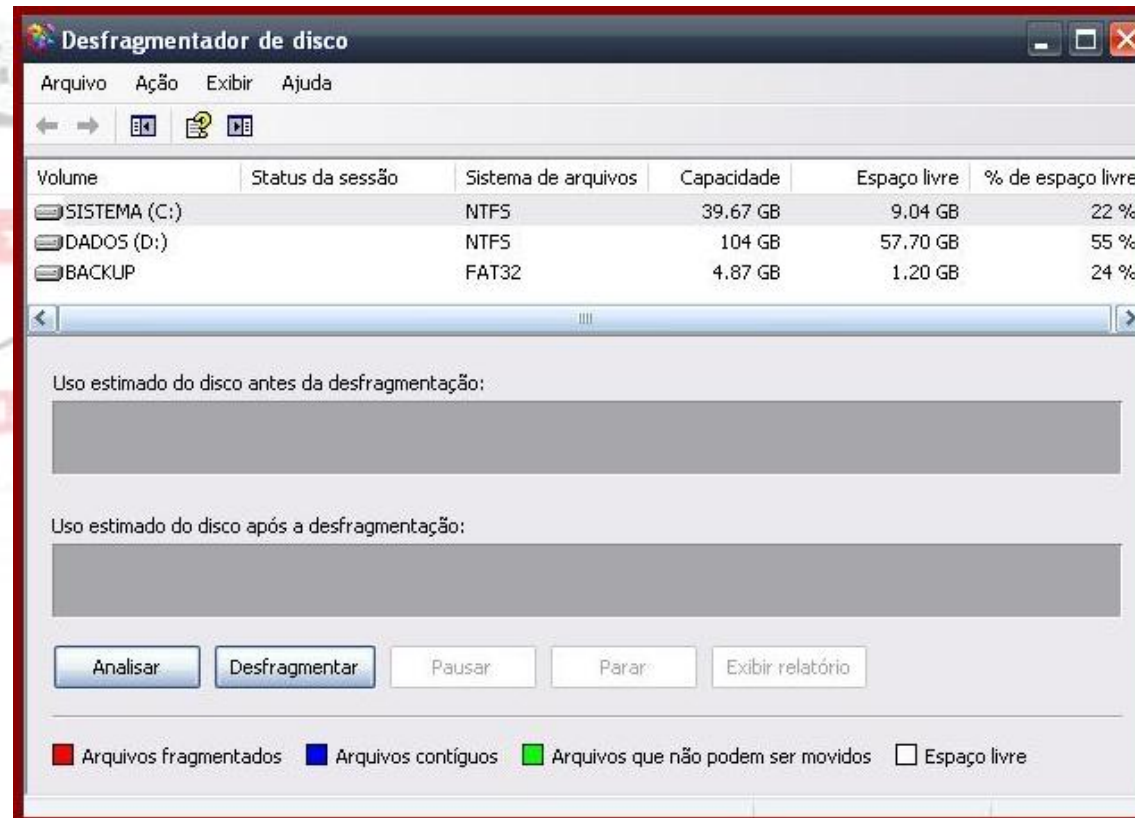 Desfragmentador de disco
Arquivo Ação Exibir Ajuda
Volume Status da sessão Sistema de arquivos Capacidade Espaço livre % de espaço livre
SISTEMA (C:) NTFS 39.67 GB 9.04 GB 22 %
DADOS (D:) NTFS 104 GB 57.70 GB 55 %
BACKUP FAT32 4.87 GB 1.20 GB 24 %
Uso estimado do disco antes da desfragmentação:
Uso estimado do disco após a desfragmentação:
Analisar Desfragmentar Pausar Parar Exibir relatório
Arquivos fragmentados Arquivos contíguos Arquivos que não podem ser movidos Espaço livre